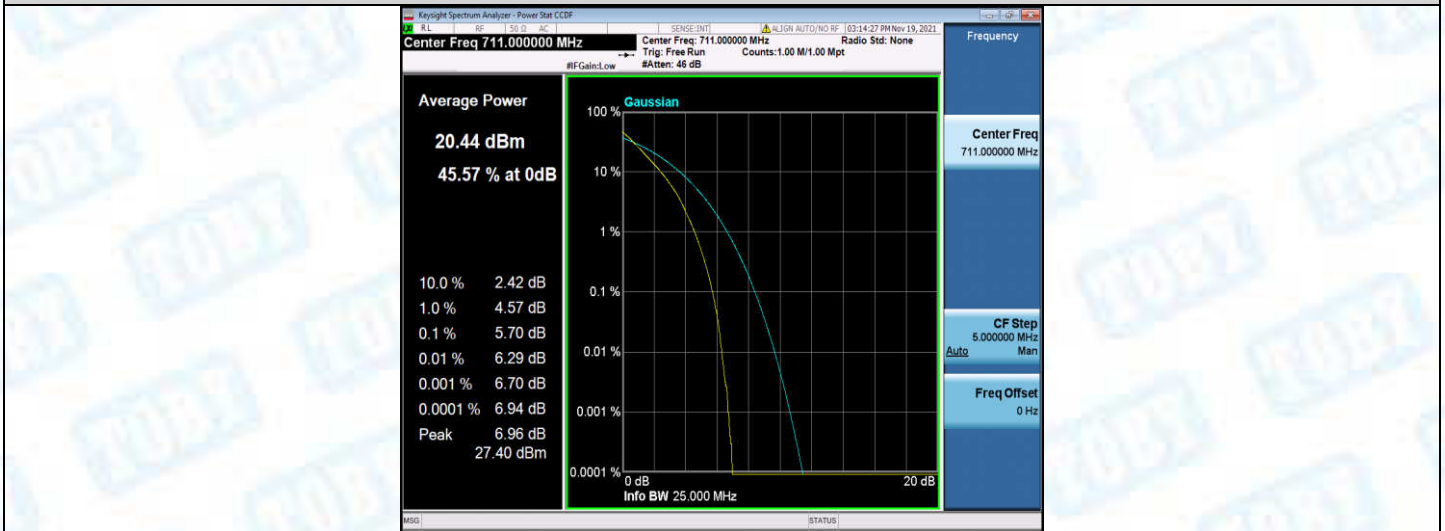 Keysight Spectrum Analyzer - Power Stat CCDF
RL RF 50 Ω AC SENSE:INT ALIGN AUTO/NO RF 03:14:27 PM Nov 19, 2021
Center Freq 711.000000 MHz
Center Freq: 711.000000 MHz Radio Std: None
Trig: Free Run Counts:1.00 M/1.00 Mpt
#IFGain:Low #Atten: 46 dB
Frequency
Average Power
20.44 dBm
45.57 % at 0dB
10.0 % 2.42 dB
1.0 % 4.57 dB
0.1 % 5.70 dB
0.01 % 6.29 dB
0.001 % 6.70 dB
0.0001 % 6.94 dB
Peak 6.96 dB
27.40 dBm
Gaussian
100 %
10 %
1 %
0.1 %
0.01 %
0.001 %
0.0001 %
0 dB 20 dB
Info BW 25.000 MHz
Center Freq
711.000000 MHz
CF Step
5.000000 MHz
Auto Man
Freq Offset
0 Hz
MSG STATUS